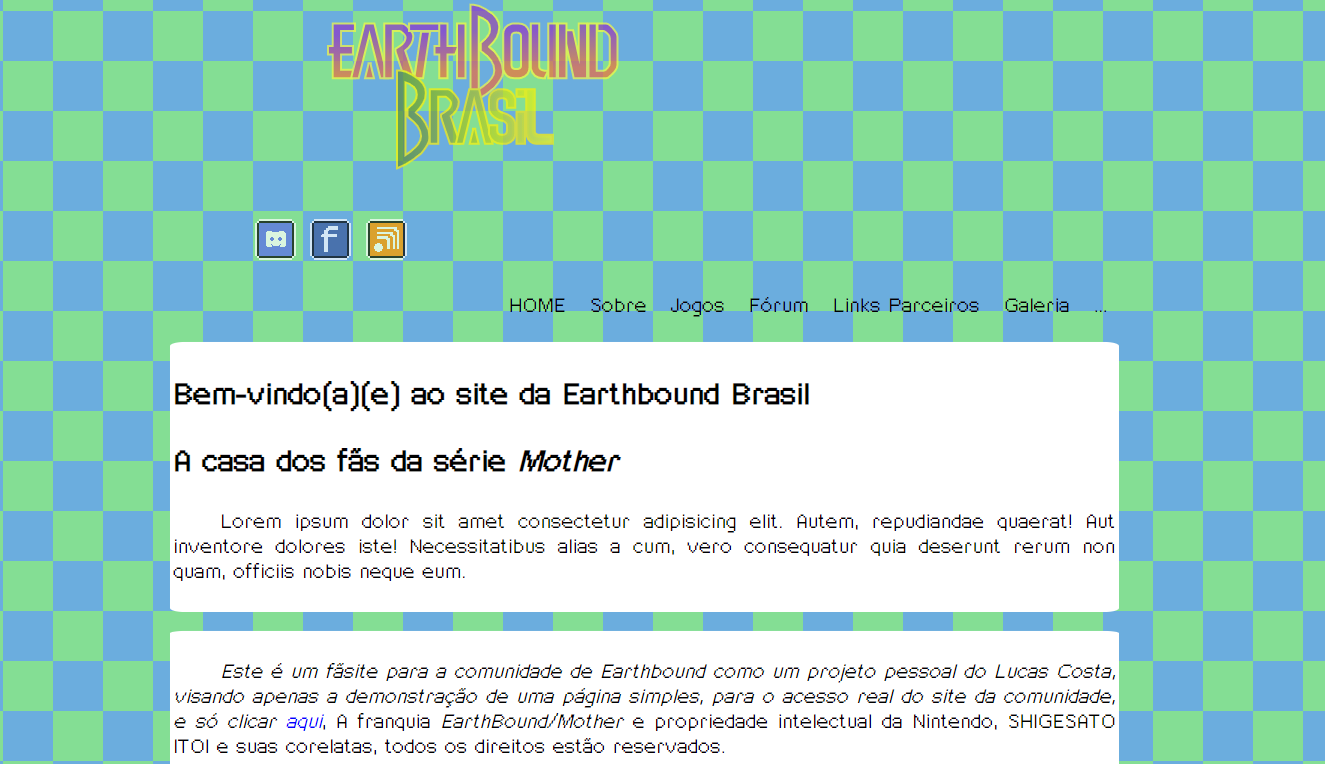 EARTHBOUND
BRASIL
f
HOME Sobre Jogos Fórum Links Parceiros Galeria ...
Bem-vindo(a)(e) ao site da Earthbound Brasil
A casa dos fãs da série Mother
Lorem ipsum dolor sit amet consectetur adipisicing elit. Autem, repudiandae quaerat! Aut
inventore dolores iste! Necessitatibus alias a cum, vero consequatur quia deserunt rerum non
quam, officiis nobis neque eum.
Este é um fãsite para a comunidade de Earthbound como um projeto pessoal do Lucas Costa,
visando apenas a demonstração de uma página simples, para o acesso real do site da comunidade,
e só clicar aqui, A franquia EarthBound/Mother e propriedade intelectual da Nintendo, SHIGESATO
ITOI e suas corelatas, todos os direitos estão reservados.